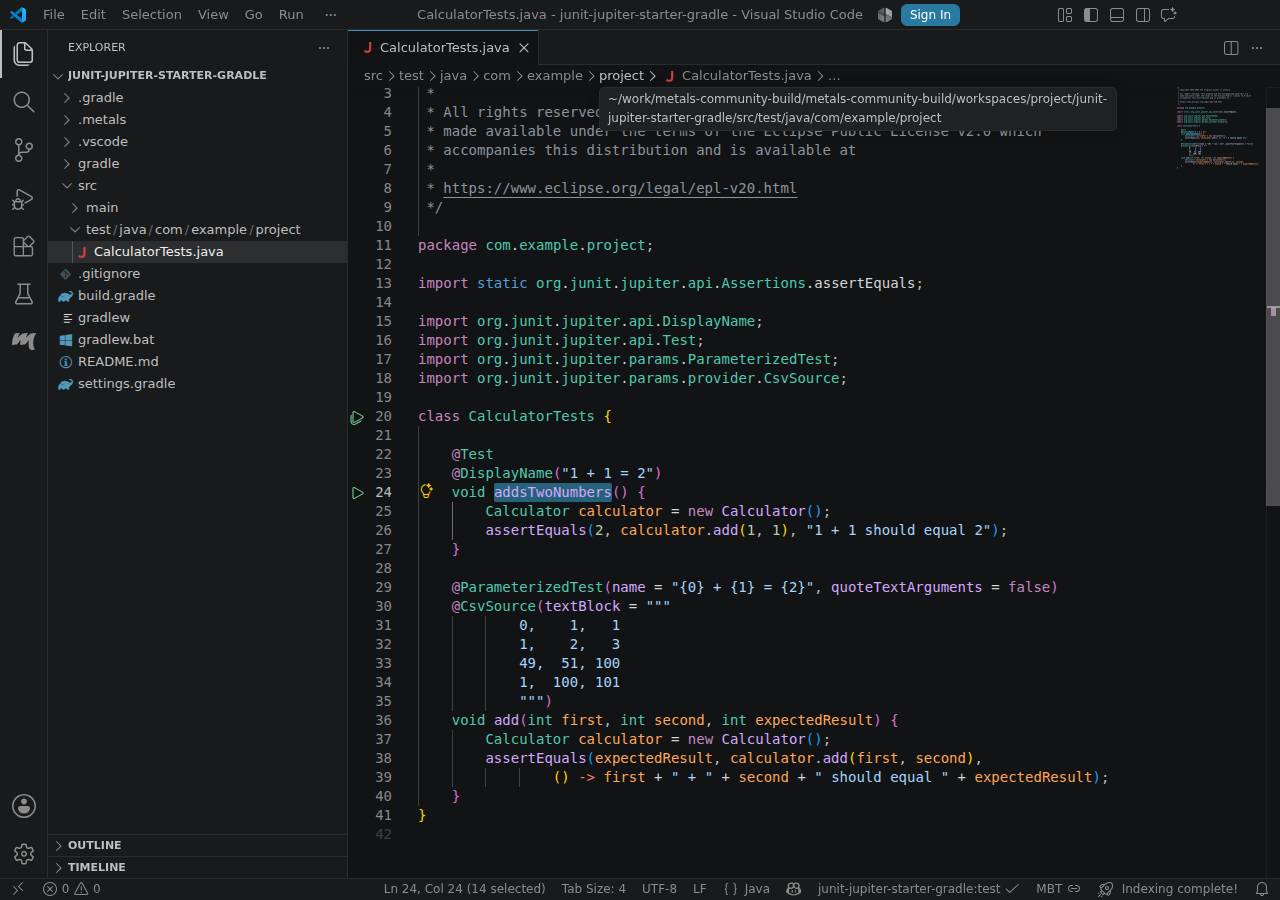 File Edit Selection View Go Run ···
CalculatorTests.java - junit-jupiter-starter-gradle - Visual Studio Code
Sign In
EXPLORER
JUNIT-JUPITER-STARTER-GRADLE
.gradle
.metals
.vscode
gradle
src
main
test/java/com/example/project
CalculatorTests.java
.gitignore
build.gradle
gradlew
gradlew.bat
README.md
settings.gradle
OUTLINE
TIMELINE
CalculatorTests.java
src > test > java > com > example > project > CalculatorTests.java > ...
~/work/metals-community-build/metals-community-build/workspaces/project/junit-
jupiter-starter-gradle/src/test/java/com/example/project
3 *
4 * All rights reserved
5 * made available under the terms of the Eclipse Public License v2.0 which
6 * accompanies this distribution and is available at
7 *
8 * https://www.eclipse.org/legal/epl-v20.html
9 */
10
11 package com.example.project;
12
13 import static org.junit.jupiter.api.Assertions.assertEquals;
14
15 import org.junit.jupiter.api.DisplayName;
16 import org.junit.jupiter.api.Test;
17 import org.junit.jupiter.params.ParameterizedTest;
18 import org.junit.jupiter.params.provider.CsvSource;
19
20 class CalculatorTests {
21
22 @Test
23 @DisplayName("1 + 1 = 2")
24 void addsTwoNumbers() {
25 Calculator calculator = new Calculator();
26 assertEquals(2, calculator.add(1, 1), "1 + 1 should equal 2");
27 }
28
29 @ParameterizedTest(name = "{0} + {1} = {2}", quoteTextArguments = false)
30 @CsvSource(textBlock = """
31 0, 1, 1
32 1, 2, 3
33 49, 51, 100
34 1, 100, 101
35 """)
36 void add(int first, int second, int expectedResult) {
37 Calculator calculator = new Calculator();
38 assertEquals(expectedResult, calculator.add(first, second),
39 () -> first + " + " + second + " should equal " + expectedResult);
40 }
41 }
42
0 0
Ln 24, Col 24 (14 selected) Tab Size: 4 UTF-8 LF { } Java junit-jupiter-starter-gradle:test MBT Indexing complete!